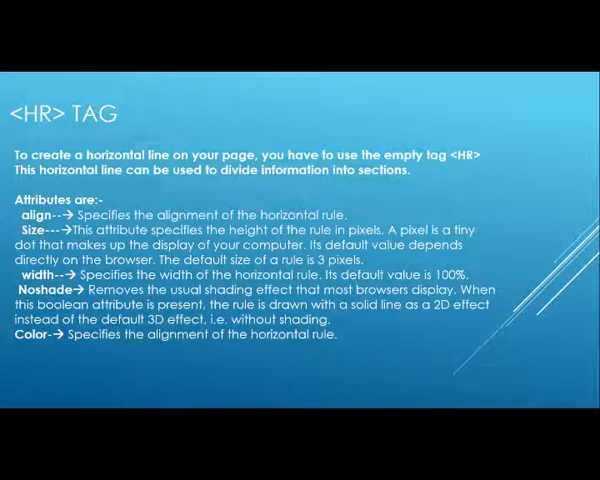 <HR> TAG
To create a horizontal line on your page, you have to use the empty tag <HR>
This horizontal line can be used to divide information into sections.
Attributes are:-
align--→ Specifies the alignment of the horizontal rule.
Size---→This attribute specifies the height of the rule in pixels. A pixel is a tiny
dot that makes up the display of your computer. Its default value depends
directly on the browser. The default size of a rule is 3 pixels.
width--→ Specifies the width of the horizontal rule. Its default value is 100%.
Noshade→ Removes the usual shading effect that most browsers display. When
this boolean attribute is present, the rule is drawn with a solid line as a 2D effect
instead of the default 3D effect, i.e. without shading.
Color-→ Specifies the alignment of the horizontal rule.